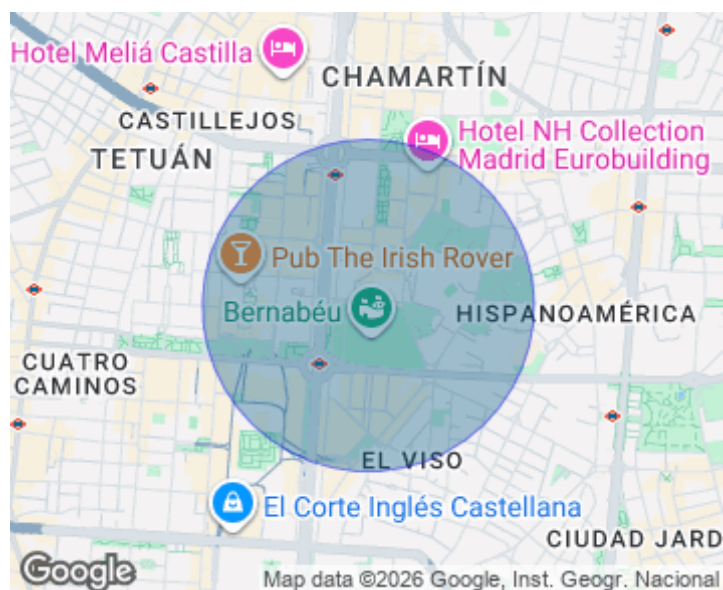 Hotel Meliá Castilla
CHAMARTÍN
CASTILLEJOS
Hotel NH Collection
Madrid Eurobuilding
TETUÁN
Pub The Irish Rover
Bernabéu
HISPANOAMÉRICA
CUATRO
CAMINOS
EL VISO
El Corte Inglés Castellana
CIUDAD JARD
Google
Map data ©2026 Google, Inst. Geogr. Nacional